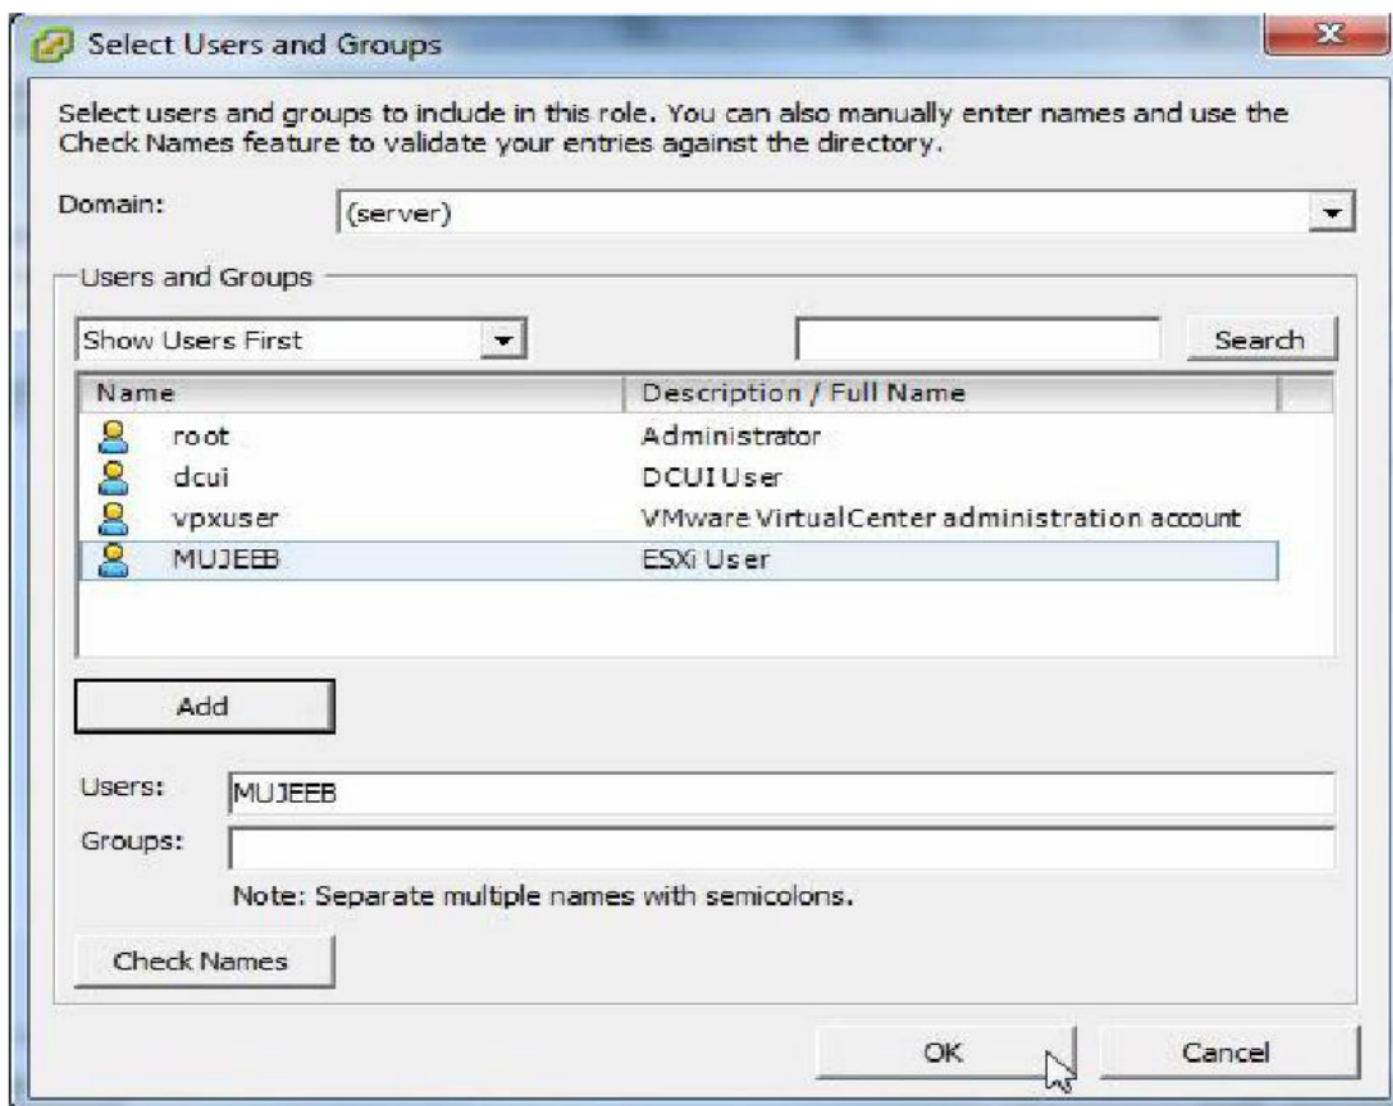 Select Users and Groups
x
Select users and groups to include in this role. You can also manually enter names and use the
Check Names feature to validate your entries against the directory.
Domain: (server)
Users and Groups
Show Users First Search
Name Description / Full Name
root Administrator
dcui DCUI User
vpxuser VMware VirtualCenter administration account
MUJEEB ESXi User
Add
Users: MUJEEB
Groups:
Note: Separate multiple names with semicolons.
Check Names
OK Cancel